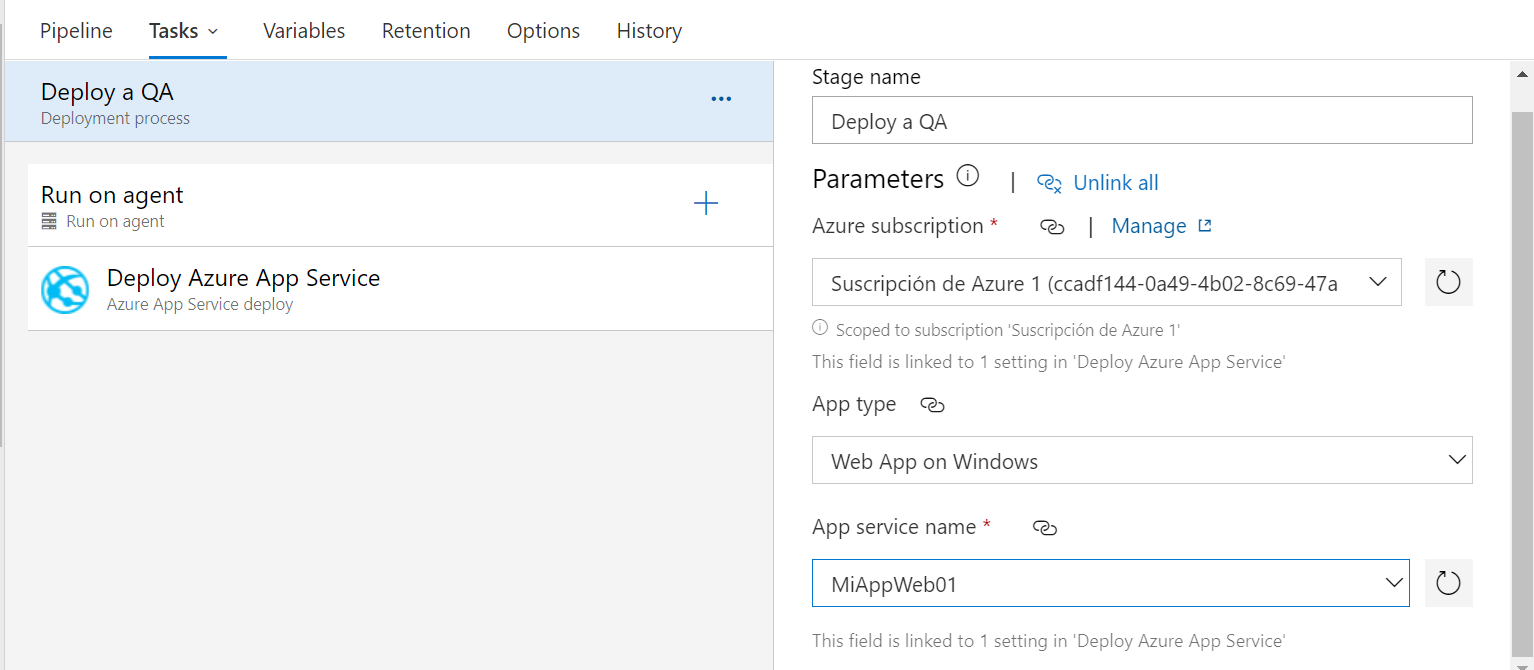 Pipeline Tasks Variables Retention Options History
Deploy a QA
Deployment process
Run on agent
Run on agent
Deploy Azure App Service
Azure App Service deploy
Stage name
Deploy a QA
Parameters | Unlink all
Azure subscription * | Manage
Suscripción de Azure 1 (ccadf144-0a49-4b02-8c69-47a
Scoped to subscription 'Suscripción de Azure 1'
This field is linked to 1 setting in 'Deploy Azure App Service'
App type
Web App on Windows
App service name *
MiAppWeb01
This field is linked to 1 setting in 'Deploy Azure App Service'